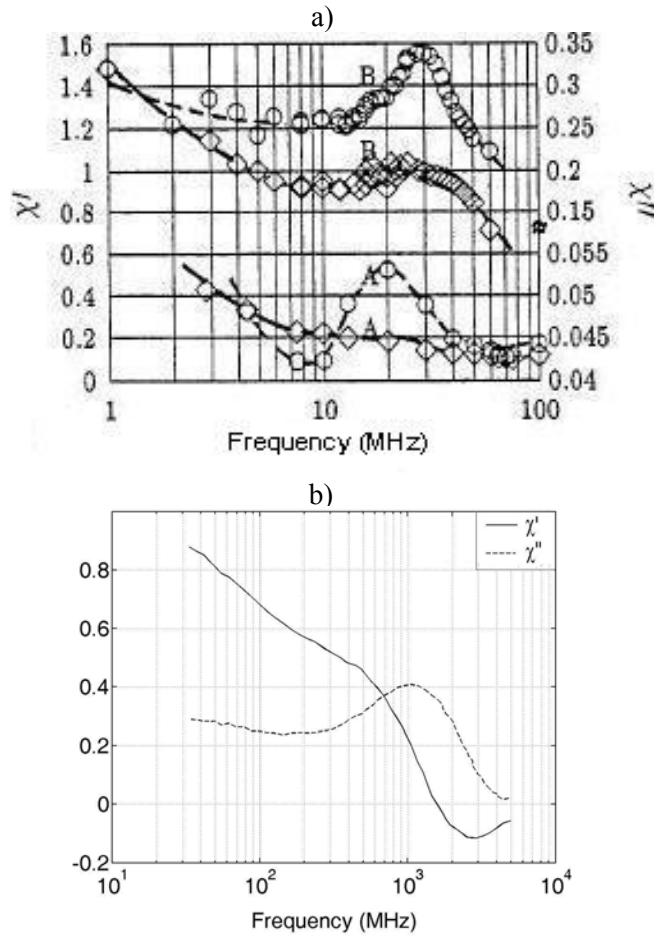 a)
1.6
1.4
1.2
1
0.8
0.6
0.4
0.2
0
χ′
B
B
A
A
0.35
0.3
0.25
0.2
0.15
0.055
0.05
0.045
0.04
χ″
1
10
100
Frequency (MHz)
b)
χ'
χ"
0.8
0.6
0.4
0.2
0
-0.2
10¹
10²
10³
10⁴
Frequency (MHz)